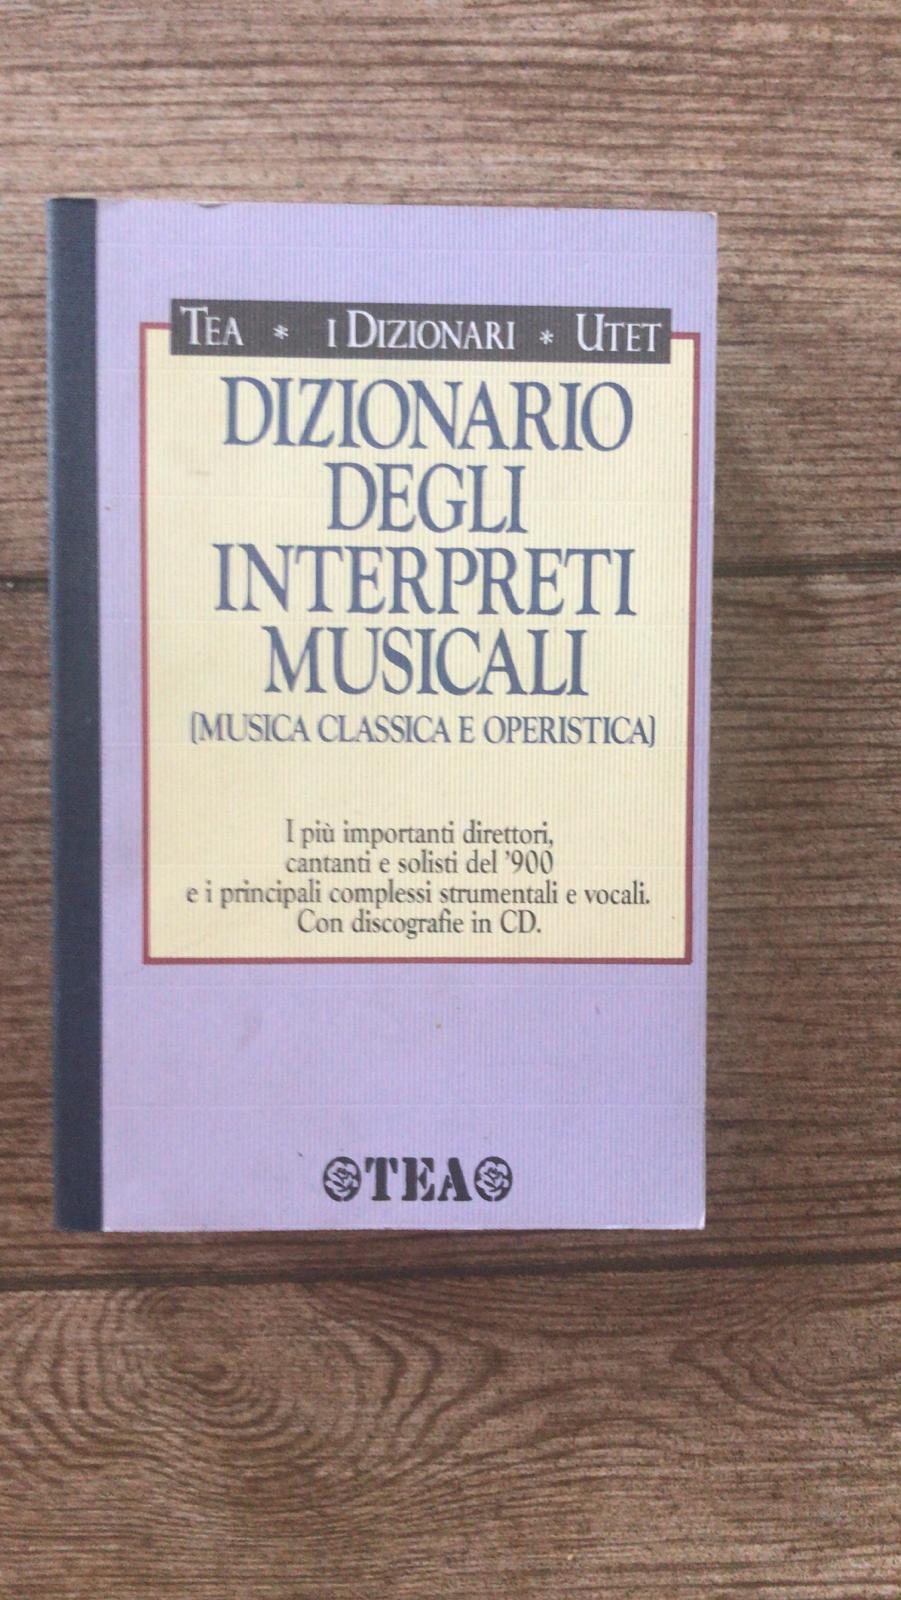 TEA * I DIZIONARI * UTET
DIZIONARIO
DEGLI
INTERPRETI
MUSICALI
(MUSICA CLASSICA E OPERISTICA)
I più importanti direttori,
cantanti e solisti del '900
e i principali complessi strumentali e vocali.
Con discografie in CD.
TEA